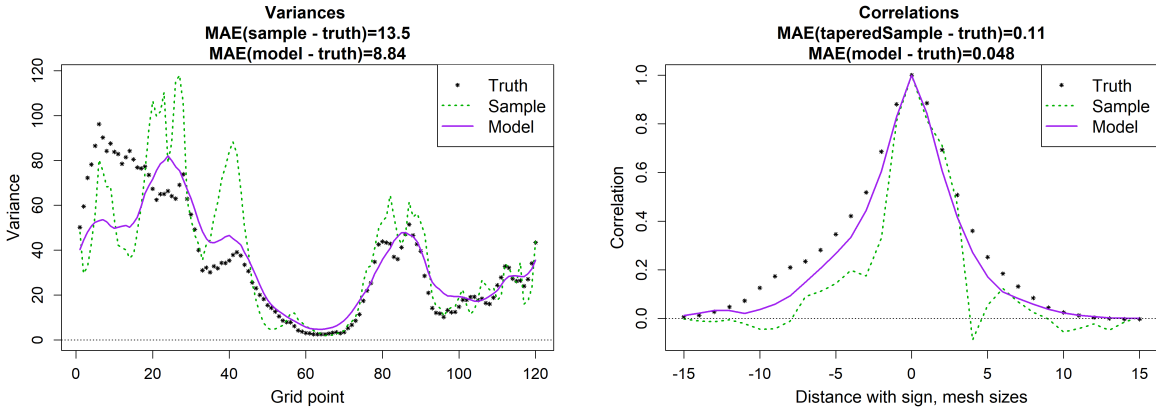 Variances
MAE(sample - truth)=13.5
MAE(model - truth)=8.84
Variance
0 20 40 60 80 100 120
Truth
Sample
Model
0 20 40 60 80 100 120
Grid point
Correlations
MAE(taperedSample - truth)=0.11
MAE(model - truth)=0.048
Correlation
0.0 0.2 0.4 0.6 0.8 1.0
Truth
Sample
Model
-15 -10 -5 0 5 10 15
Distance with sign, mesh sizes